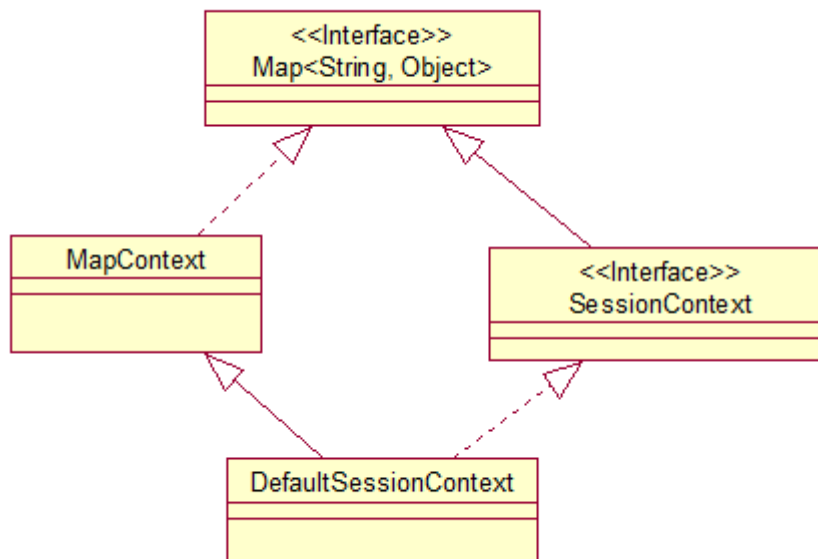 <<Interface>>
Map<String, Object>
MapContext
<<Interface>>
SessionContext
DefaultSessionContext